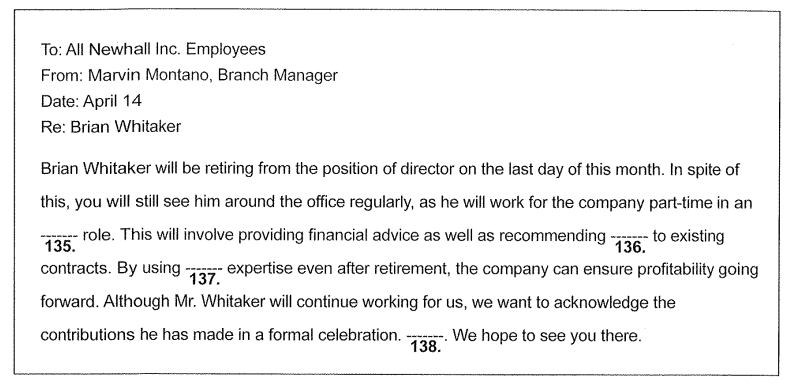 To: All Newhall Inc. Employees
From: Marvin Montano, Branch Manager
Date: April 14
Re: Brian Whitaker
Brian Whitaker will be retiring from the position of director on the last day of this month. In spite of
this, you will still see him around the office regularly, as he will work for the company part-time in an
------- role. This will involve providing financial advice as well as recommending ------- to existing
135. 136.
contracts. By using ------- expertise even after retirement, the company can ensure profitability going
137.
forward. Although Mr. Whitaker will continue working for us, we want to acknowledge the
contributions he has made in a formal celebration. -------. We hope to see you there.
138.